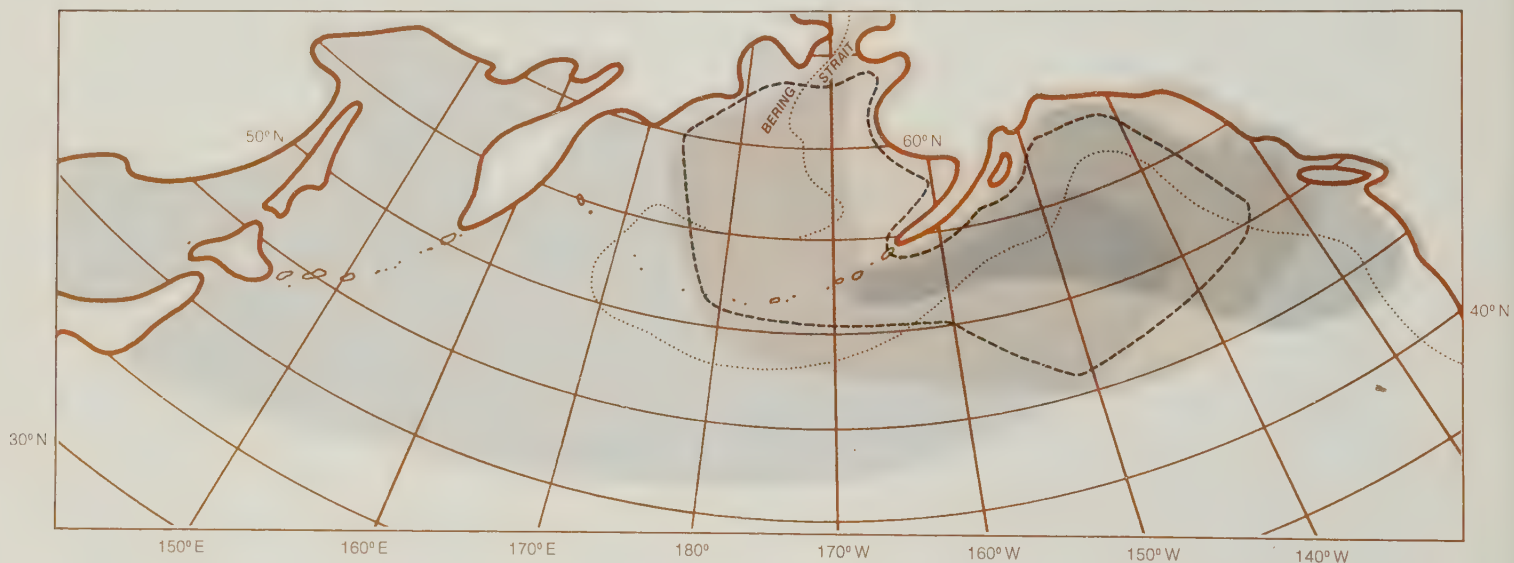 BERING
STRAIT
50° N
60° N
40° N
30° N
150° E
160° E
170° E
180°
170° W
160° W
150° W
140° W